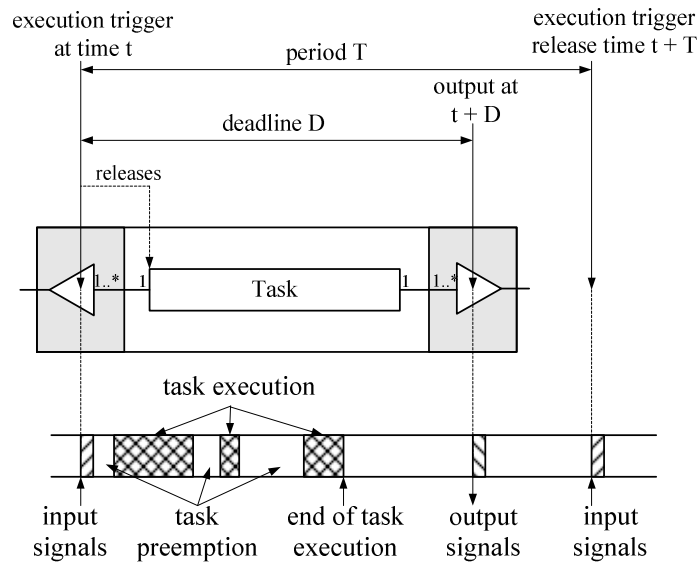 execution trigger
at time t
execution trigger
release time t + T
period T
output at
t + D
deadline D
releases
1..*
1
Task
1
1..*
task execution
input
signals
task
preemption
end of task
execution
output
signals
input
signals